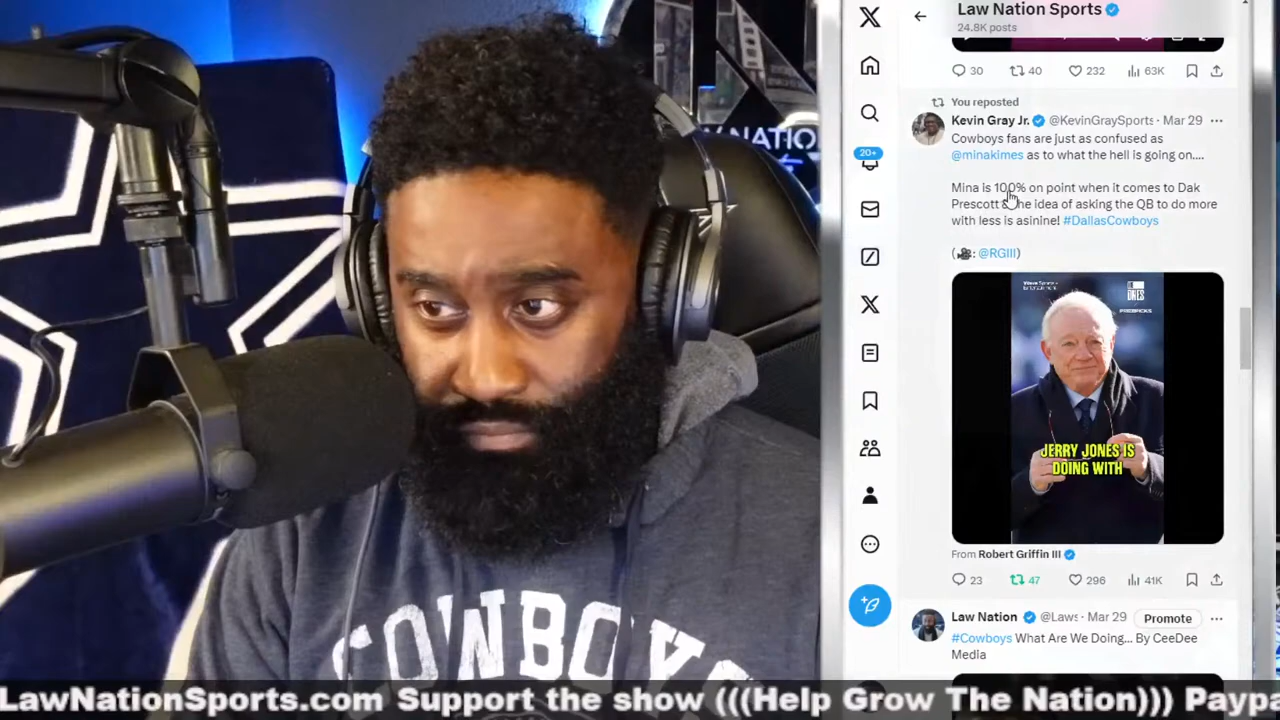 Law Nation Sports
24.8K posts
30 40 232 63K
You reposted
Kevin Gray Jr. @KevinGraySports · Mar 29 ···
Cowboys fans are just as confused as
@minakimes as to what the hell is going on....
20+
Mina is 100% on point when it comes to Dak
Prescott & the idea of asking the QB to do more
with less is asinine! #DallasCowboys
(🎥: @RGIII)
JERRY JONES IS
DOING WITH
From Robert Griffin III
23 47 296 41K
Law Nation @Laws · Mar 29 Promote ···
#Cowboys What Are We Doing... By CeeDee
Media
COWBOYS
LawNationSports.com Support the show (((Help Grow The Nation))) Paypa